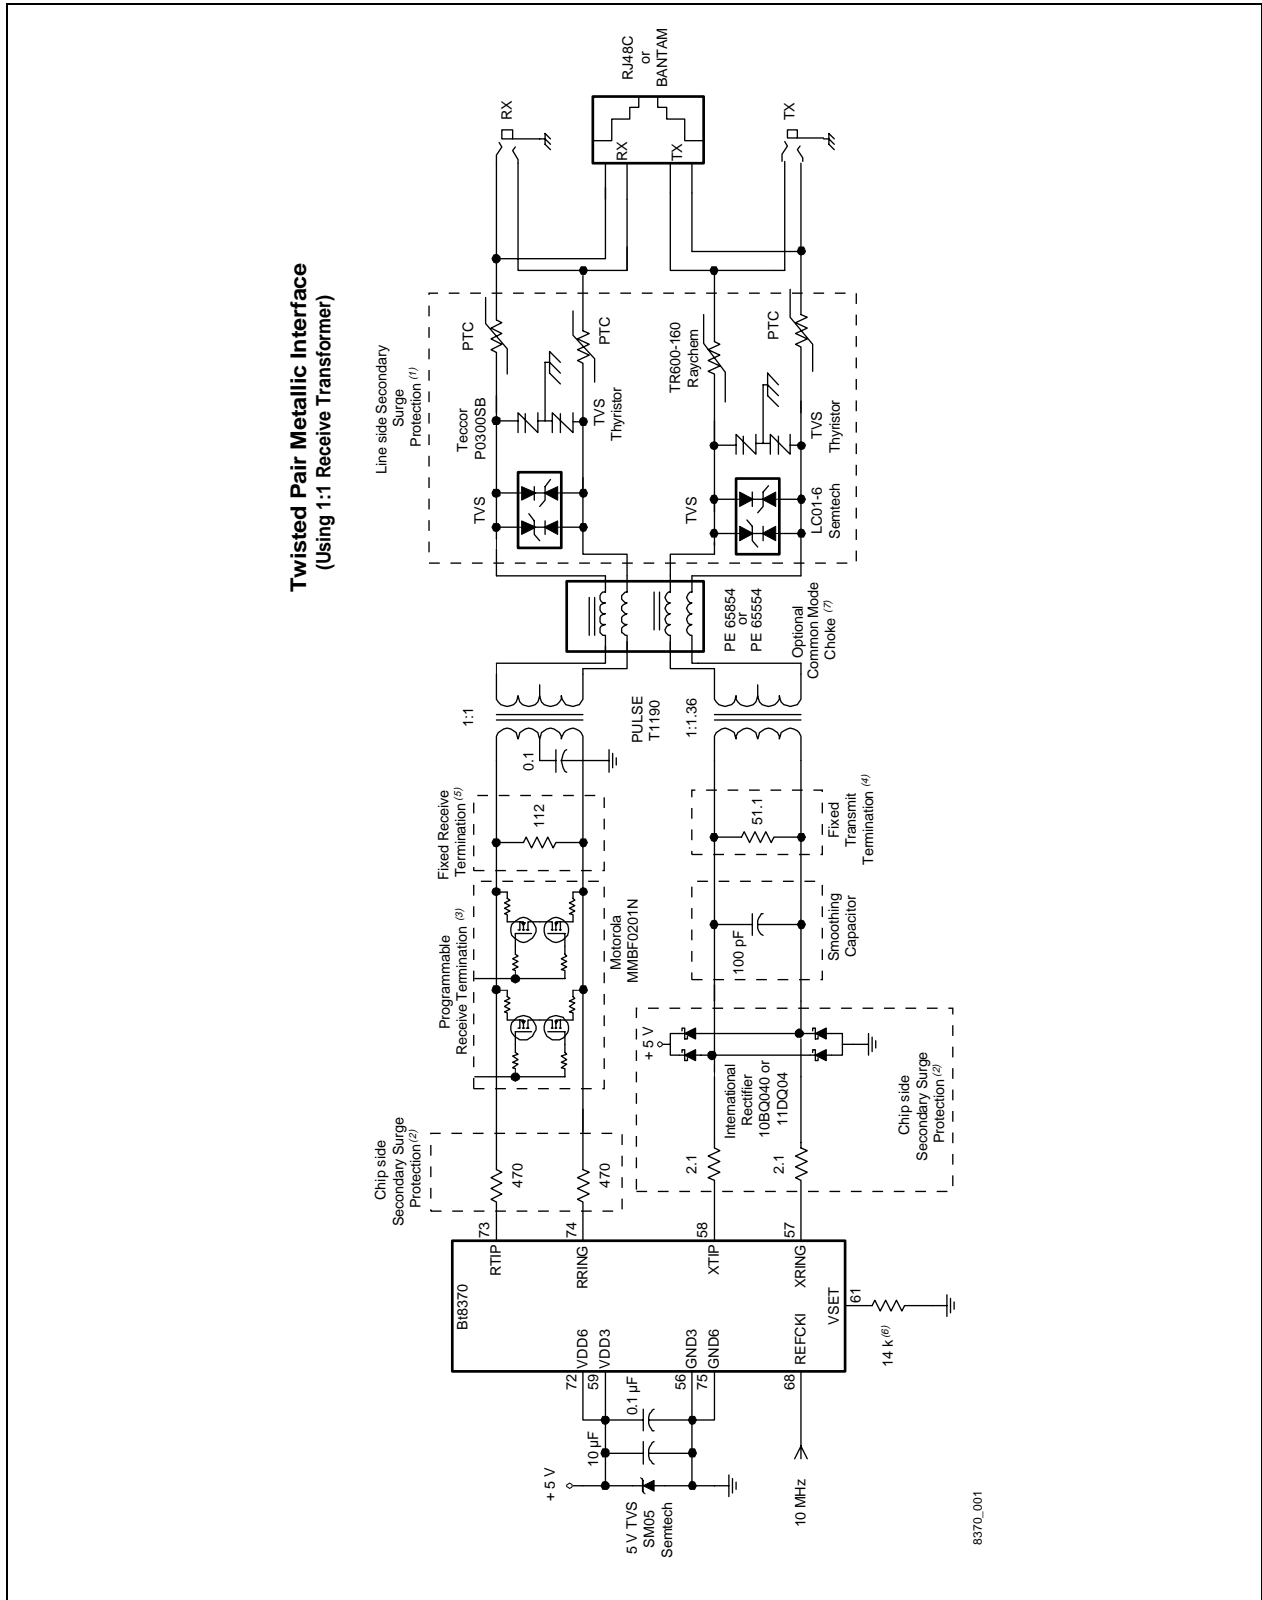 Twisted Pair Metallic Interface
(Using 1:1 Receive Transformer)
RJ48C
or
BANTAM
RX
RX
TX
TX
Line side Secondary
Surge
Protection (1)
PTC
PTC
Teccor
P0300SB
TVS
Thyristor
TVS
TR600-160
Raychem
PTC
TVS
Thyristor
TVS
LC01-6
Semtech
PE 65854
or
PE 65554
Optional
Common Mode
Choke (7)
1:1
0.1
PULSE
T1190
1:1.36
Fixed Receive
Termination (5)
112
51.1
Fixed
Transmit
Termination (4)
Programmable
Receive Termination (3)
Motorola
MMBF0201N
100 pF
Smoothing
Capacitor
+ 5 V
International
Rectifier
10BQ040 or
11DQ04
Chip side
Secondary Surge
Protection (2)
Chip side
Secondary Surge
Protection (2)
470
470
2.1
2.1
73
74
58
57
RTIP
RRING
XTIP
XRING
Bt8370
VSET
61
14 k (6)
VDD6
VDD3
GND3
GND6
REFCKI
72
59
56
75
68
0.1 µF
10 µF
+ 5 V
5 V TVS
SM05
Semtech
10 MHz
8370_001